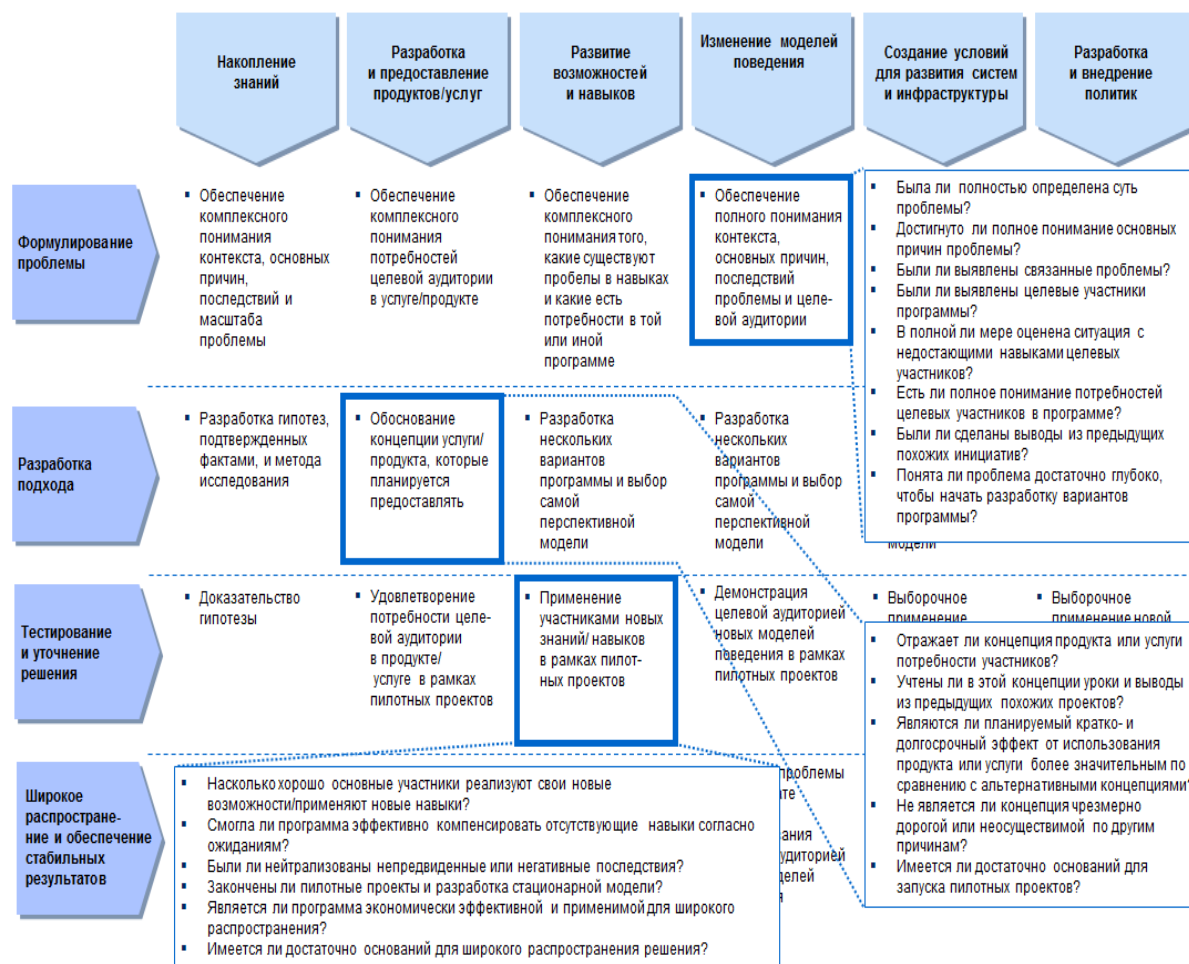 Накопление
знаний
Разработка
и предоставление
продуктов/услуг
Развитие
возможностей
и навыков
Изменение моделей
поведения
Создание условий
для развития систем
и инфраструктуры
Разработка
и внедрение
политик
Формулирование
проблемы
▪ Обеспечение
комплексного
понимания
контекста, основных
причин,
последствий и
масштаба
проблемы
▪ Обеспечение
комплексного
понимания
потребностей
целевой аудитории
в услуге/продукте
▪ Обеспечение
комплексного
понимания того,
какие существуют
пробелы в навыках
и какие есть
потребности в той
или иной
программе
▪ Обеспечение
полного понимания
контекста,
основных причин,
последствий
проблемы и целе-
вой аудитории
▪ Была ли полностью определена суть
проблемы?
▪ Достигнуто ли полное понимание основных
причин проблемы?
▪ Были ли выявлены связанные проблемы?
▪ Были ли выявлены целевые участники
программы?
▪ В полной ли мере оценена ситуация с
недостающими навыками целевых
участников?
▪ Есть ли полное понимание потребностей
целевых участников в программе?
▪ Были ли сделаны выводы из предыдущих
похожих инициатив?
▪ Понята ли проблема достаточно глубоко,
чтобы начать разработку вариантов
программы?
Разработка
подхода
▪ Разработка гипотез,
подтвержденных
фактами, и метода
исследования
▪ Обоснование
концепции услуги/
продукта, которые
планируется
предоставлять
▪ Разработка
нескольких
вариантов
программы и выбор
самой
перспективной
модели
▪ Разработка
нескольких
вариантов
программы и выбор
самой
перспективной
модели
модели
Тестирование
и уточнение
решения
▪ Доказательство
гипотезы
▪ Удовлетворение
потребности целе-
вой аудитории
в продукте/
услуге в рамках
пилотных проектов
▪ Применение
участниками новых
знаний/ навыков
в рамках пилот-
ных проектов
▪ Демонстрация
целевой аудиторией
новых моделей
поведения в рамках
пилотных проектов
▪ Выборочное
применение
▪ Выборочное
применение новой
▪ Отражает ли концепция продукта или услуги
потребности участников?
▪ Учтены ли в этой концепции уроки и выводы
из предыдущих похожих проектов?
▪ Являются ли планируемый кратко- и
долгосрочный эффект от использования
продукта или услуги более значительным по
сравнению с альтернативными концепциями?
▪ Не является ли концепция чрезмерно
дорогой или неосуществимой по другим
причинам?
▪ Имеется ли достаточно оснований для
запуска пилотных проектов?
Широкое
распростране-
ние и обеспечение
стабильных
результатов
▪ Насколько хорошо основные участники реализуют свои новые
возможности/применяют новые навыки?
▪ Смогла ли программа эффективно компенсировать отсутствующие навыки согласно
ожиданиям?
▪ Были ли нейтрализованы непредвиденные или негативные последствия?
▪ Закончены ли пилотные проекты и разработка стационарной модели?
▪ Является ли программа экономически эффективной и применимой для широкого
распространения?
▪ Имеется ли достаточно оснований для широкого распространения решения?